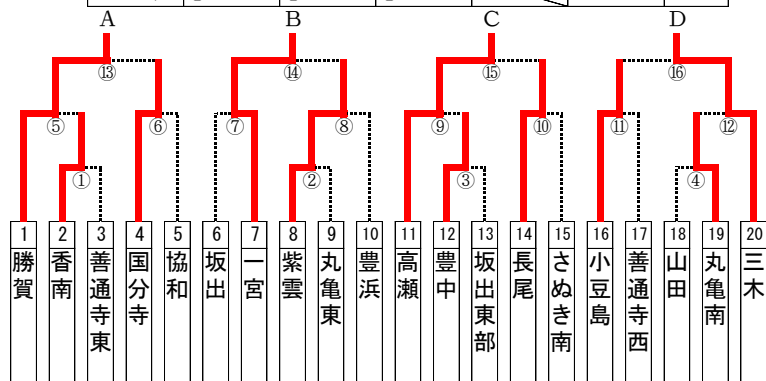 A B C D
⑬ ⑭ ⑮ ⑯
⑤ ⑥ ⑦ ⑧ ⑨ ⑩ ⑪ ⑫
① ② ③ ④
1 2 3 4 5 6 7 8 9 10 11 12 13 14 15 16 17 18 19 20
勝賀
香南
善通寺東
国分寺
協和
坂出
一宮
紫雲
丸亀東
豊浜
高瀬
豊中
坂出東部
長尾
さぬき南
小豆島
善通寺西
山田
丸亀南
三木